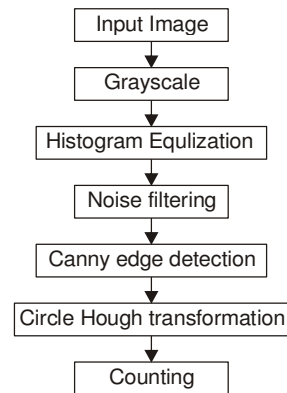 Input Image
Grayscale
Histogram Equlization
Noise filtering
Canny edge detection
Circle Hough transformation
Counting